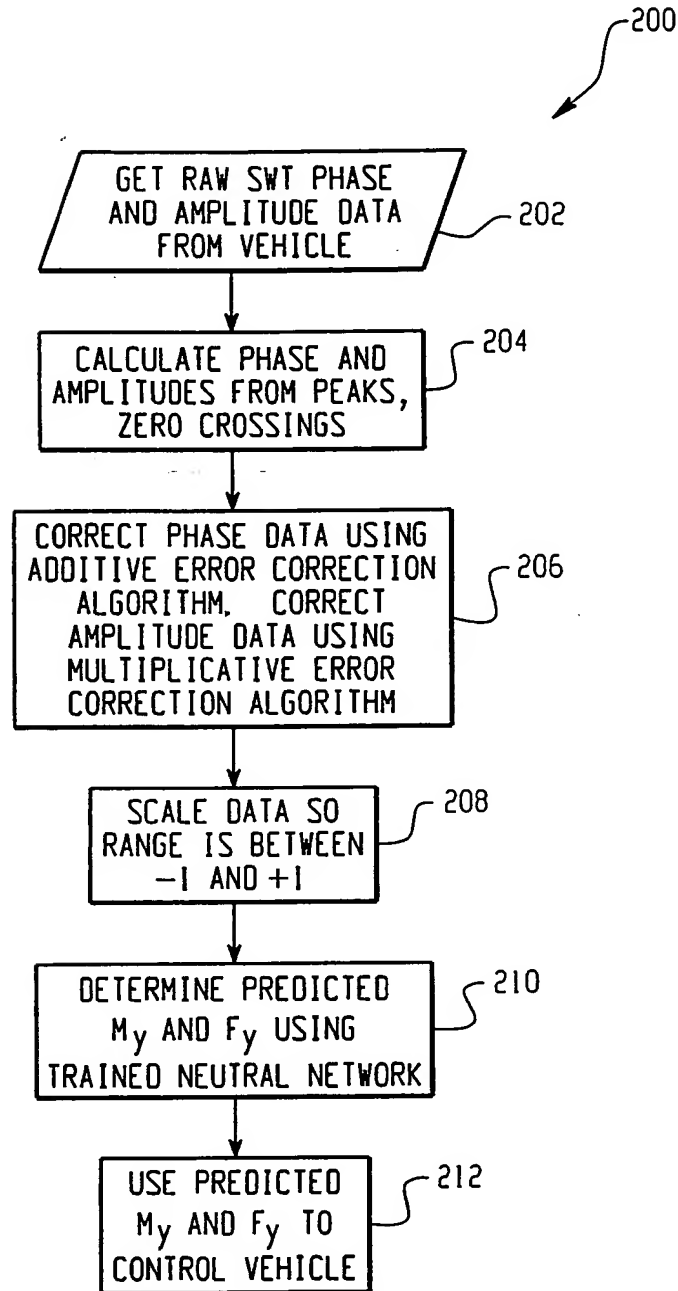 200
GET RAW SWT PHASE
AND AMPLITUDE DATA
FROM VEHICLE
202
CALCULATE PHASE AND
AMPLITUDES FROM PEAKS,
ZERO CROSSINGS
204
CORRECT PHASE DATA USING
ADDITIVE ERROR CORRECTION
ALGORITHM. CORRECT
AMPLITUDE DATA USING
MULTIPLICATIVE ERROR
CORRECTION ALGORITHM
206
SCALE DATA SO
RANGE IS BETWEEN
−1 AND +1
208
DETERMINE PREDICTED
My AND Fy USING
TRAINED NEUTRAL NETWORK
210
USE PREDICTED
My AND Fy TO
CONTROL VEHICLE
212